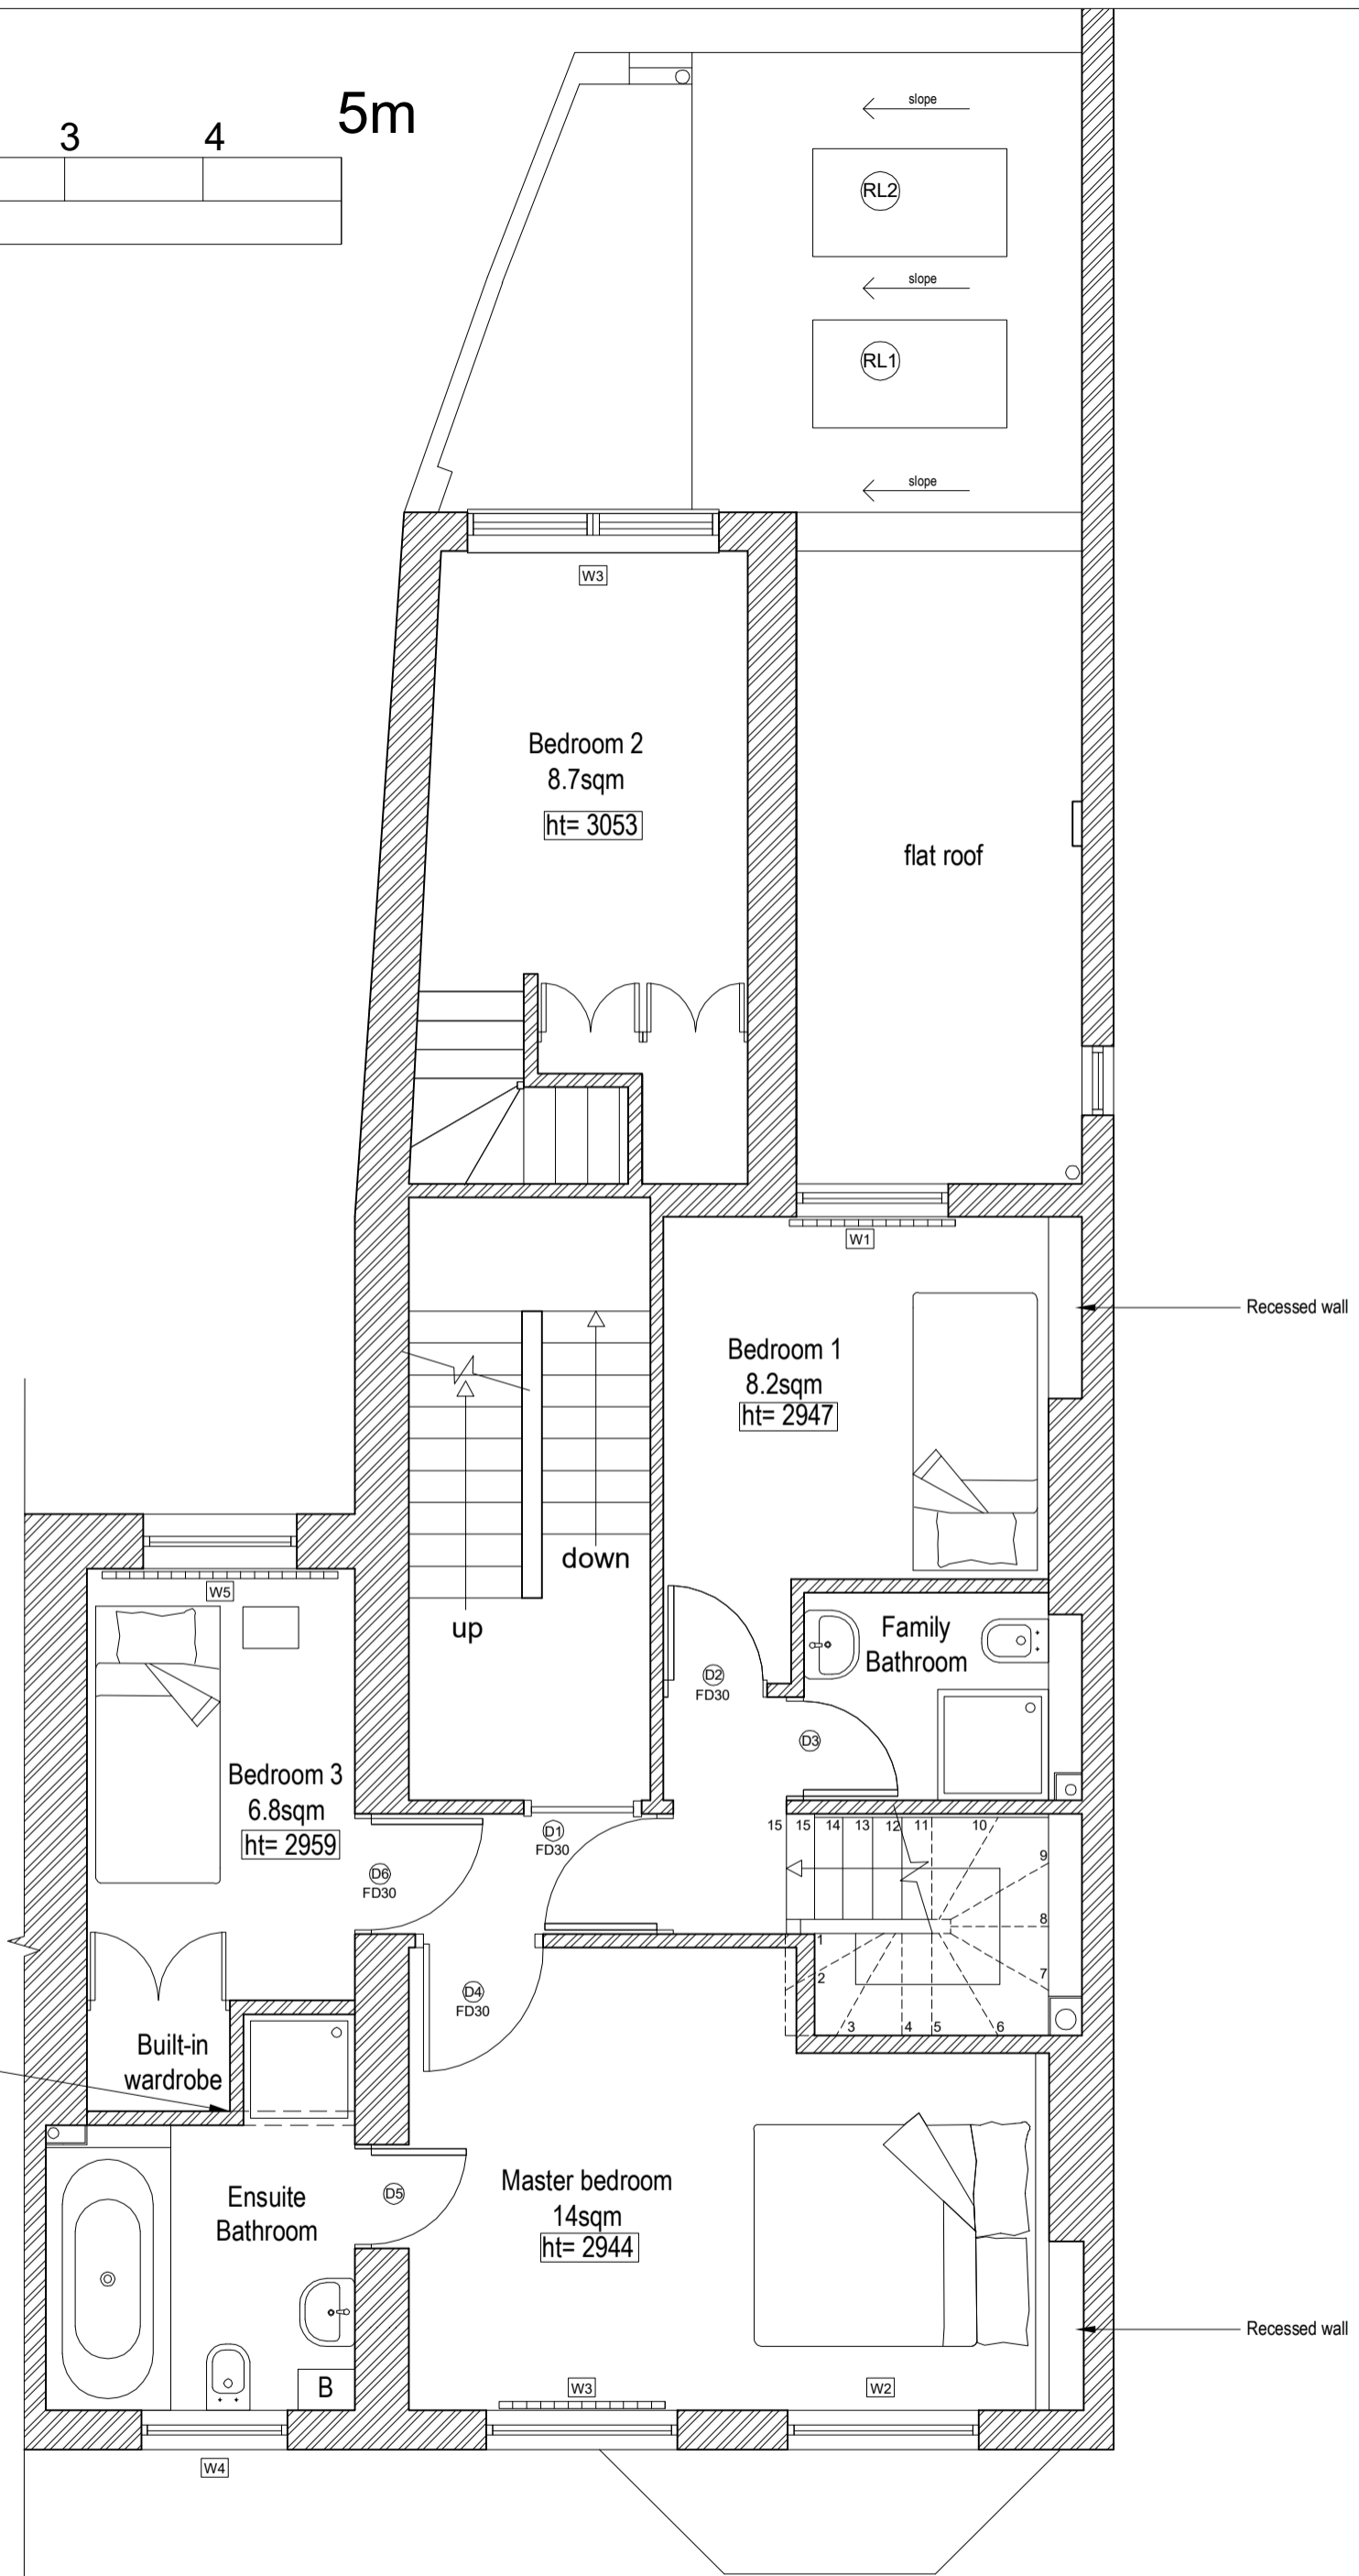 5m
3 4
slope
RL2
slope
RL1
slope
W3
Bedroom 2
8.7sqm
ht= 3053
flat roof
W1
Recessed wall
Bedroom 1
8.2sqm
ht= 2947
down
up
W5
Family
Bathroom
D2
FD30
D3
Bedroom 3
6.8sqm
ht= 2959
D1
FD30
D6
FD30
15 15 14 13 12 11 10
9
8
7
1
2
3 4 5 6
D4
FD30
Built-in
wardrobe
Ensuite
Bathroom
D5
Master bedroom
14sqm
ht= 2944
Recessed wall
B
W3
W2
W4